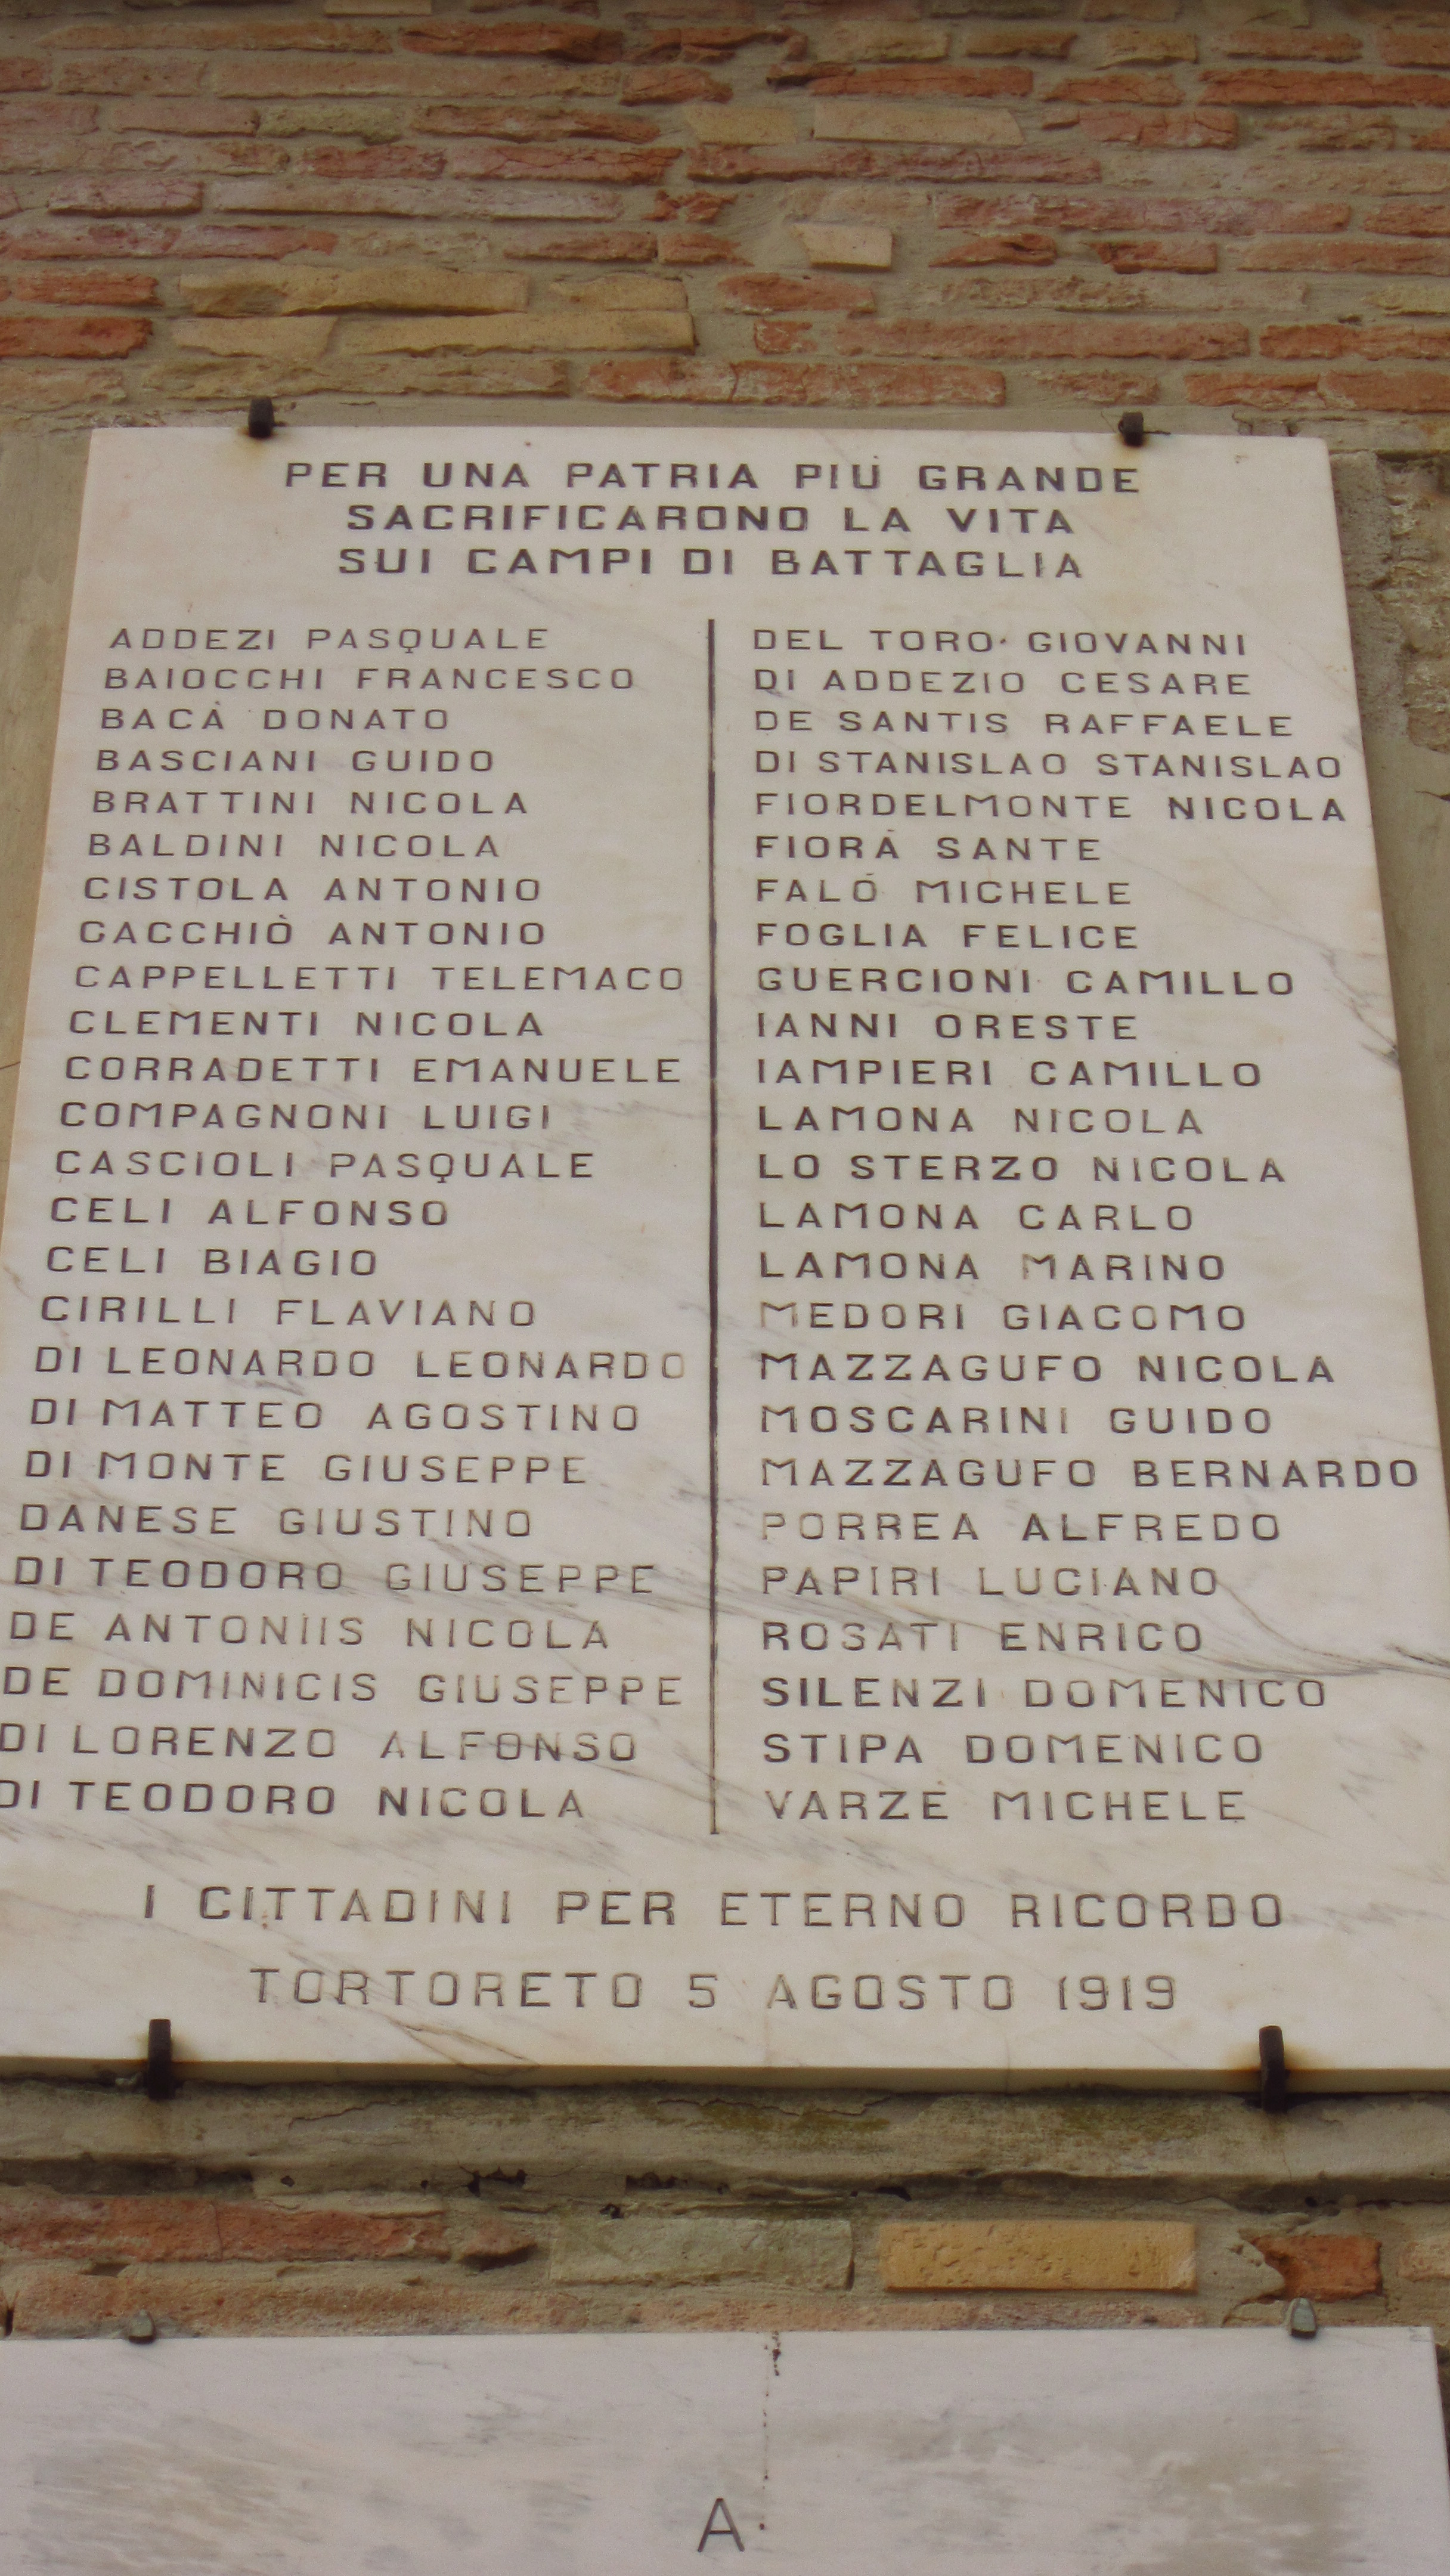 PER UNA PATRIA PIÙ GRANDE
SACRIFICARONO LA VITA
SUI CAMPI DI BATTAGLIA
ADDEZI PASQUALE
BAIOCCHI FRANCESCO
BACÀ DONATO
BASCIANI GUIDO
BRATTINI NICOLA
BALDINI NICOLA
CISTOLA ANTONIO
CACCHIÒ ANTONIO
CAPPELLETTI TELEMACO
CLEMENTI NICOLA
CORRADETTI EMANUELE
COMPAGNONI LUIGI
CASCIOLI PASQUALE
CELI ALFONSO
CELI BIAGIO
CIRILLI FLAVIANO
DI LEONARDO LEONARDO
DI MATTEO AGOSTINO
DI MONTE GIUSEPPE
DANESE GIUSTINO
DI TEODORO GIUSEPPE
DE ANTONIIS NICOLA
DE DOMINICIS GIUSEPPE
DI LORENZO ALFONSO
DI TEODORO NICOLA
DEL TORO· GIOVANNI
DI ADDEZIO CESARE
DE SANTIS RAFFAELE
DI STANISLAO STANISLAO
FIORDELMONTE NICOLA
FIORÀ SANTE
FALÒ MICHELE
FOGLIA FELICE
GUERCIONI CAMILLO
IANNI ORESTE
IAMPIERI CAMILLO
LAMONA NICOLA
LO STERZO NICOLA
LAMONA CARLO
LAMONA MARINO
MEDORI GIACOMO
MAZZAGUFO NICOLA
MOSCARINI GUIDO
MAZZAGUFO BERNARDO
PORREA ALFREDO
PAPIRI LUCIANO
ROSATI ENRICO
SILENZI DOMENICO
STIPA DOMENICO
VARZÈ MICHELE
I CITTADINI PER ETERNO RICORDO
TORTORETO 5 AGOSTO 1919
A.